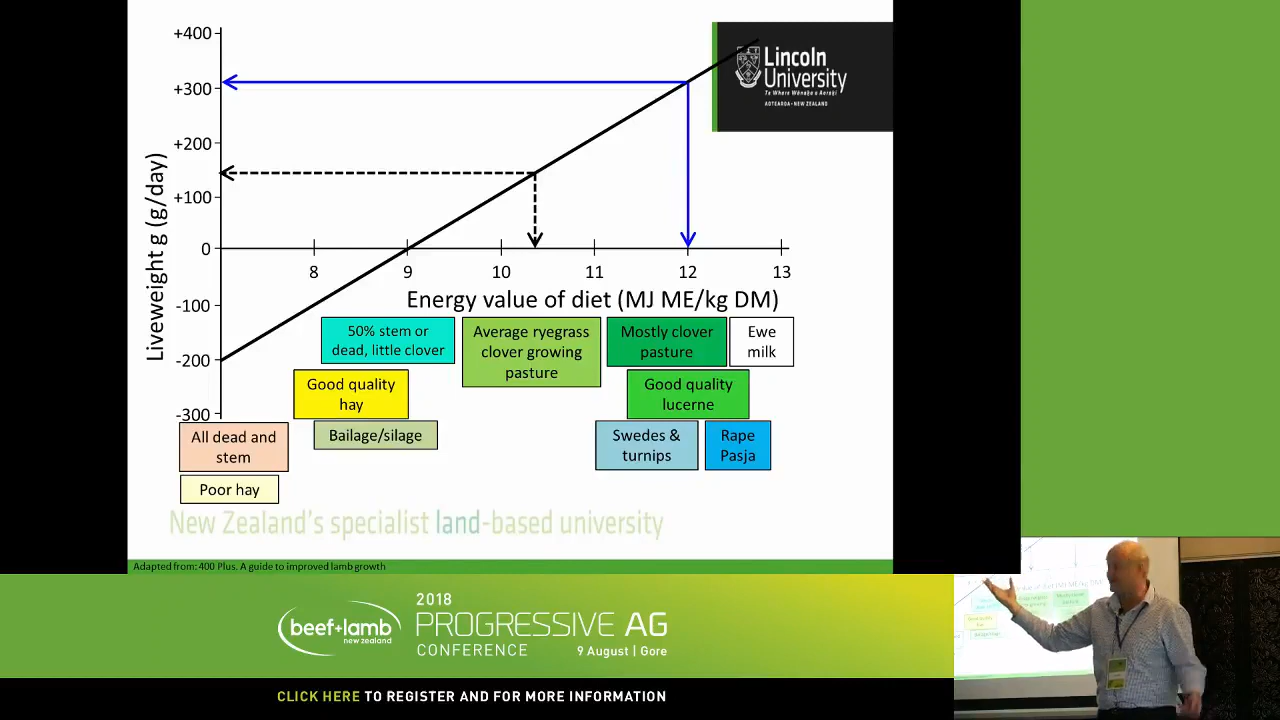 +400
+300
+200
+100
0
-100
-200
-300
Liveweight g (g/day)
8 9 10 11 12 13
Energy value of diet (MJ ME/kg DM)
Lincoln
University
Te Whare Wānaka o Aoraki
AOTEAROA • NEW ZEALAND
50% stem or
dead, little clover
Average ryegrass
clover growing
pasture
Mostly clover
pasture
Ewe
milk
Good quality
hay
Good quality
lucerne
Bailage/silage
Swedes &
turnips
Rape
Pasja
All dead and
stem
Poor hay
New Zealand's specialist land-based university
Adapted from: 400 Plus. A guide to improved lamb growth
beef+lamb
new zealand
2018
PROGRESSIVE AG
CONFERENCE
9 August | Gore
CLICK HERE TO REGISTER AND FOR MORE INFORMATION